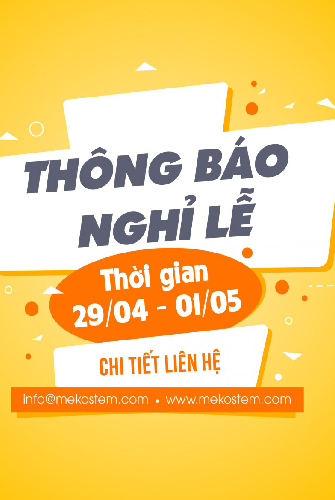 THÔNG BÁO
NGHỈ LỄ
Thời gian
29/04 - 01/05
CHI TIẾT LIÊN HỆ
info@mekostem.com • www.mekostem.com